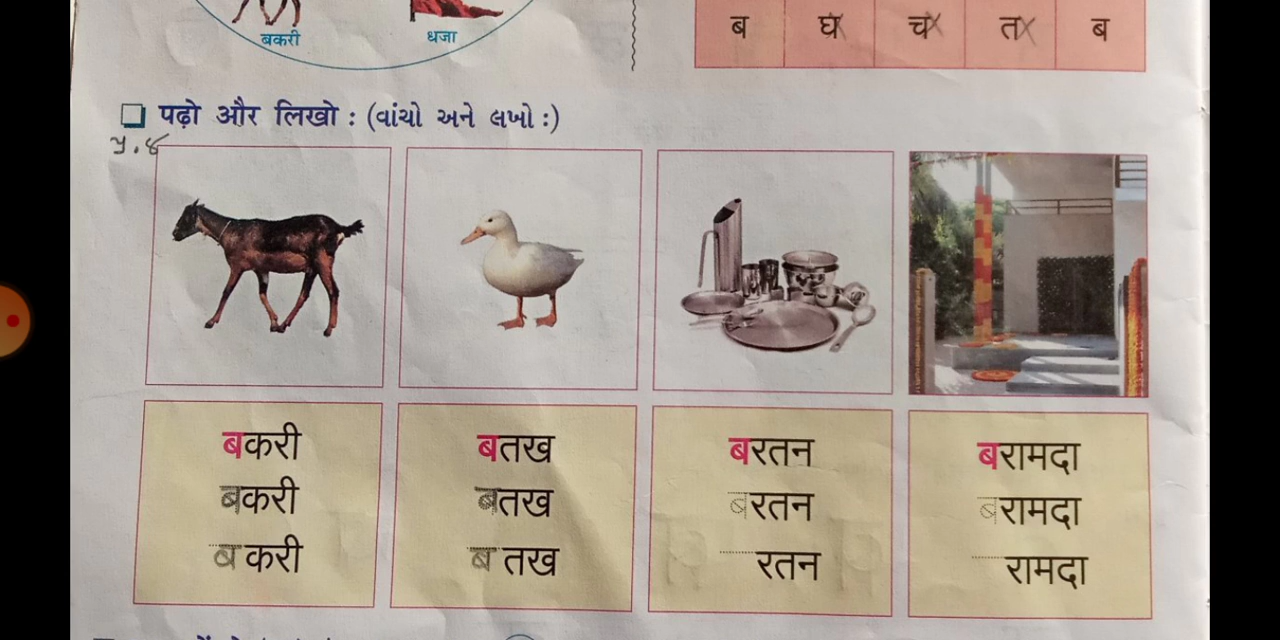 बकरी धजा
ब घ च त ब
पढ़ो और लिखो : (વાંચો અને લખો :)
પ્ર.૪
बकरी बतख बरतन बरामदा
बकरी बतख बरतन बरामदा
ब करी ब तख रतन रामदा